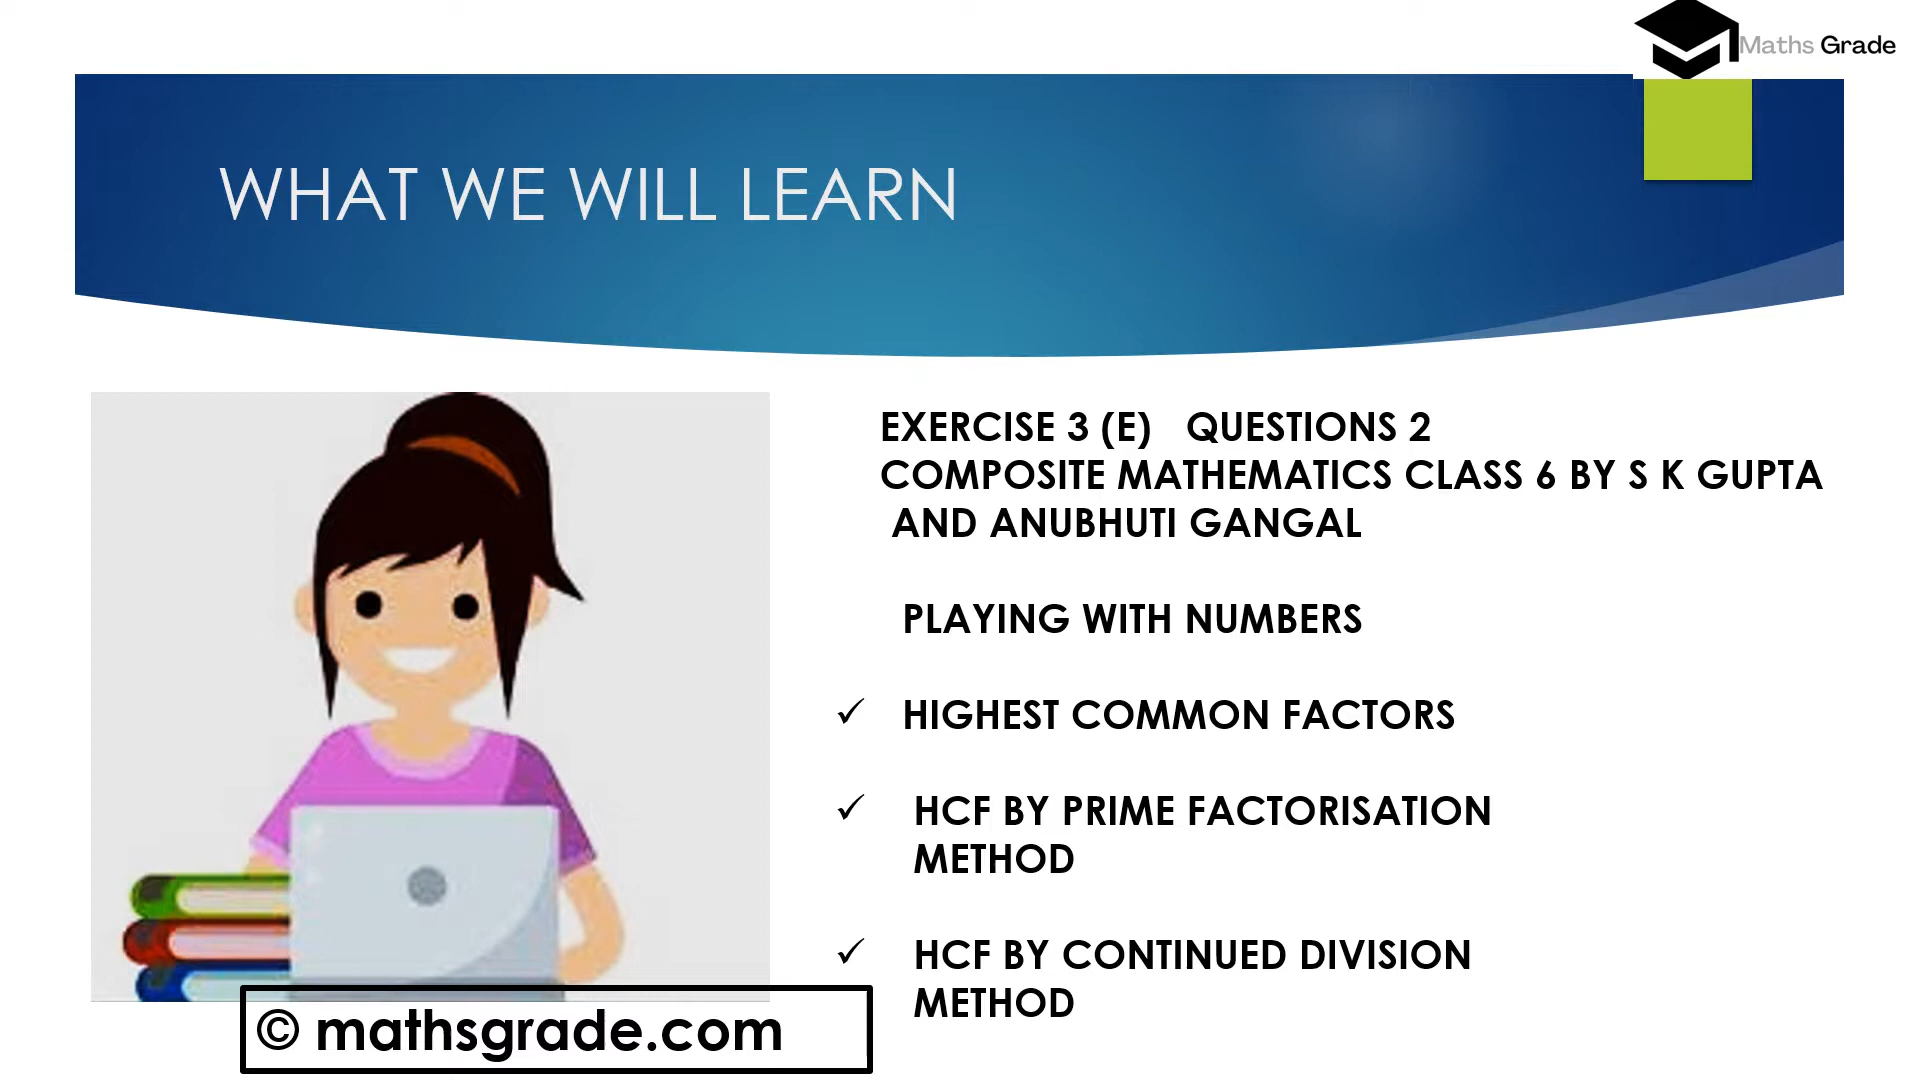 Maths Grade
WHAT WE WILL LEARN
EXERCISE 3 (E) QUESTIONS 2
COMPOSITE MATHEMATICS CLASS 6 BY S K GUPTA
AND ANUBHUTI GANGAL
PLAYING WITH NUMBERS
✓ HIGHEST COMMON FACTORS
✓ HCF BY PRIME FACTORISATION
METHOD
✓ HCF BY CONTINUED DIVISION
METHOD
© mathsgrade.com